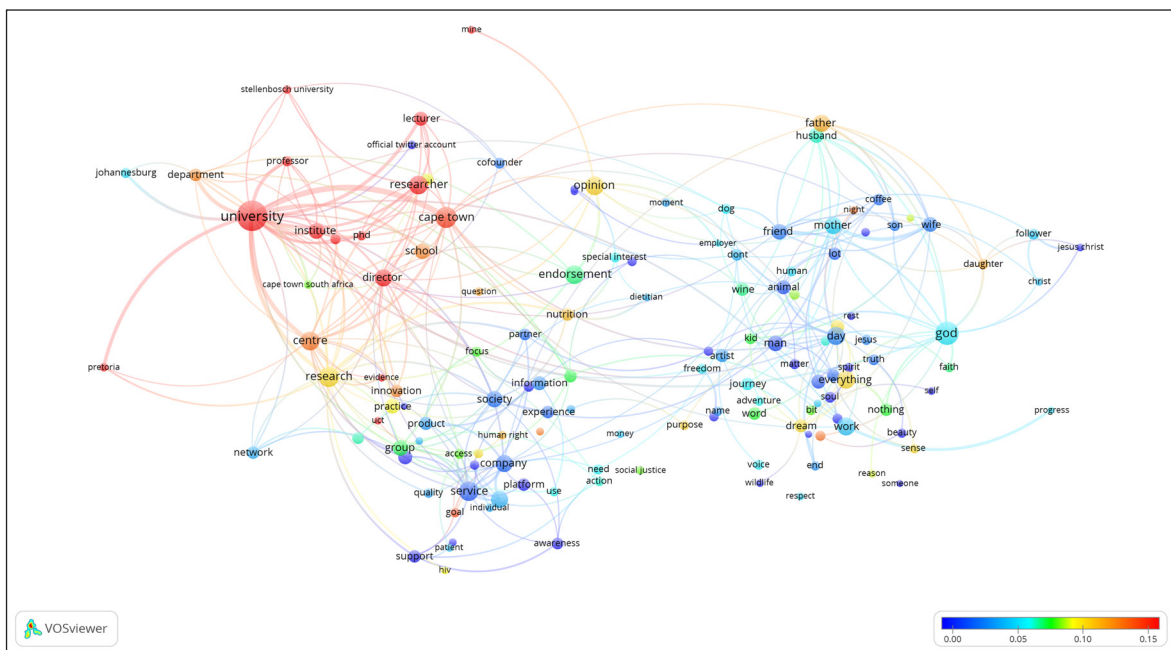 mine
stellenbosch university
lecturer
father
husband
official twitter account
professor
cofounder
johannesburg
department
researcher
opinion
moment
dog
coffee
night
university
cape town
friend
mother
son
wife
follower
institute
phd
jesus christ
school
employer
lot
special interest
dont
daughter
director
endorsement
human
christ
cape town south africa
question
dietitian
wine
animal
nutrition
rest
partner
god
centre
kid
man
day
jesus
focus
artist
matter
truth
pretoria
freedom
spirit
faith
research
evidence
information
journey
everything
innovation
self
society
adventure
soul
practice
experience
name
word
bit
nothing
progress
uct
product
purpose
dream
work
human right
money
beauty
group
sense
network
access
company
need
social justice
voice
end
action
reason
service
platform
use
wildlife
someone
quality
individual
respect
goal
patient
awareness
support
hiv
VOSviewer
0.00 0.05 0.10 0.15